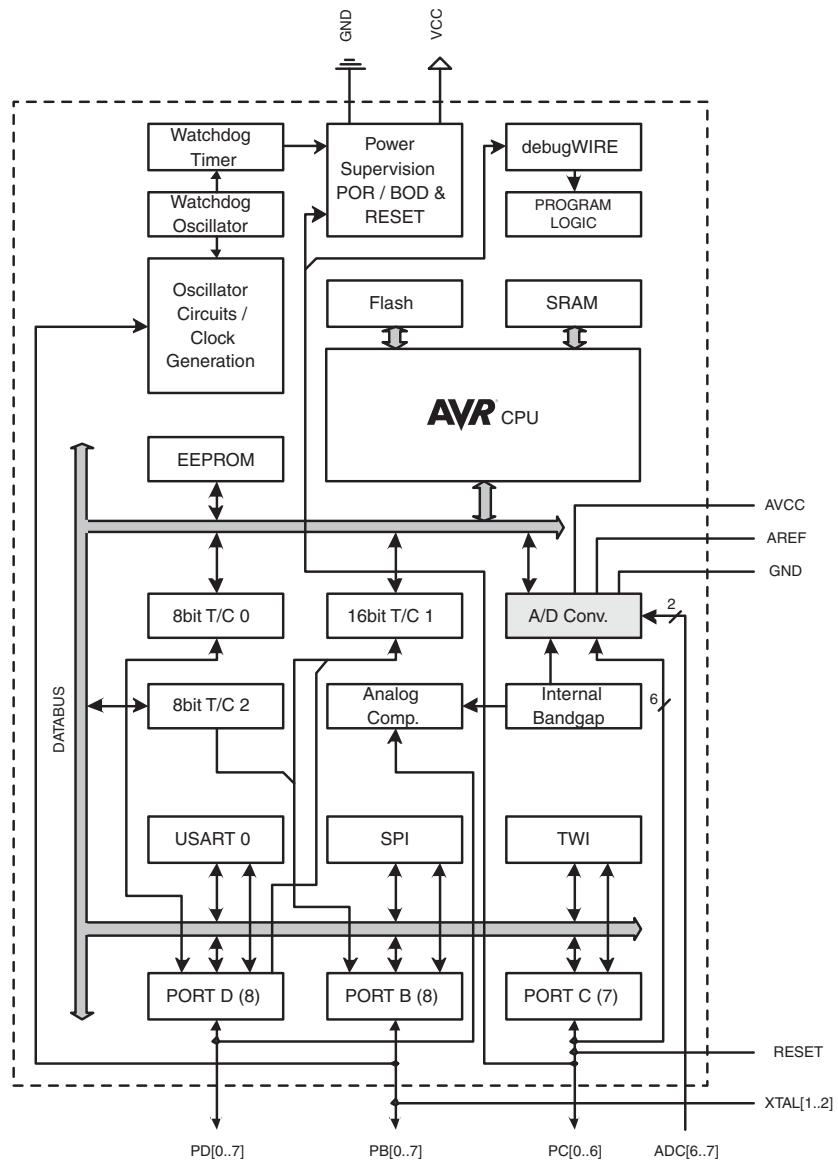 GND
VCC
Watchdog
Timer
Power
Supervision
POR / BOD &
RESET
debugWIRE
Watchdog
Oscillator
PROGRAM
LOGIC
Oscillator
Circuits /
Clock
Generation
Flash
SRAM
AVR CPU
EEPROM
AVCC
AREF
GND
8bit T/C 0
16bit T/C 1
A/D Conv.
2
DATABUS
8bit T/C 2
Analog
Comp.
Internal
Bandgap
6
USART 0
SPI
TWI
PORT D (8)
PORT B (8)
PORT C (7)
RESET
XTAL[1..2]
PD[0..7]
PB[0..7]
PC[0..6]
ADC[6..7]